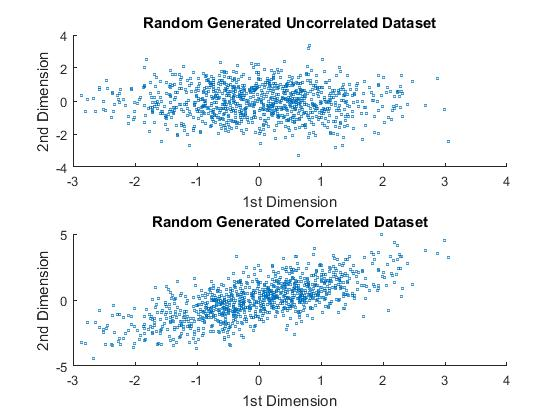 Random Generated Uncorrelated Dataset
4
2
0
-2
-4
2nd Dimension
-3 -2 -1 0 1 2 3 4
1st Dimension
Random Generated Correlated Dataset
5
0
-5
2nd Dimension
-3 -2 -1 0 1 2 3 4
1st Dimension